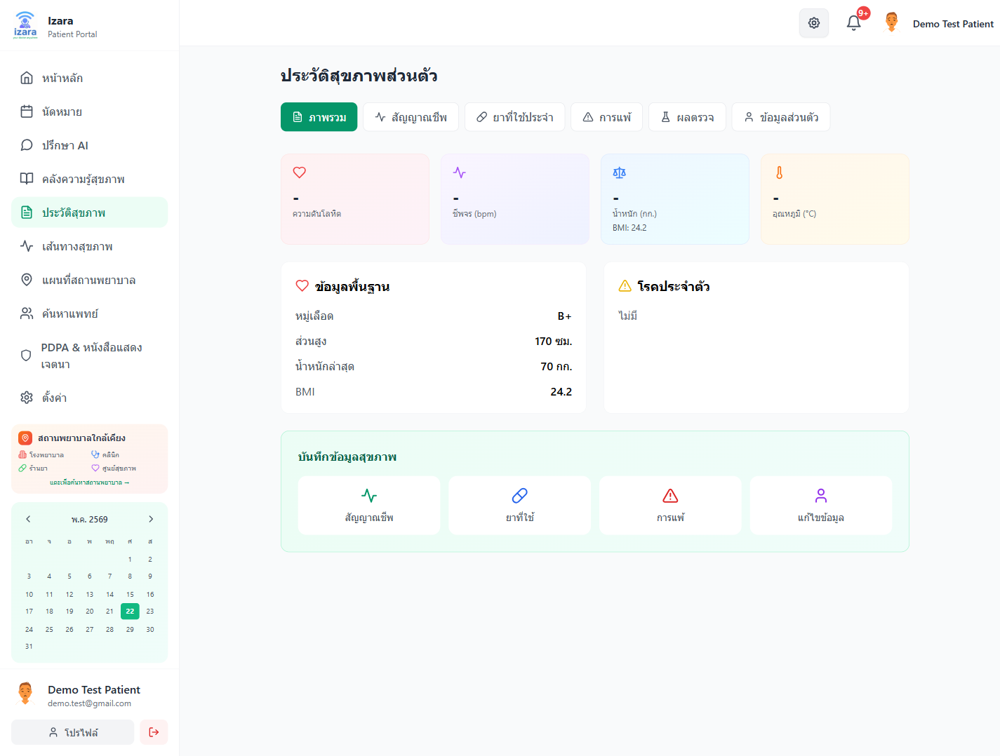 izara
Izara
Patient Portal
9+
Demo Test Patient
หน้าหลัก
นัดหมาย
ปรึกษา AI
คลังความรู้สุขภาพ
ประวัติสุขภาพ
เส้นทางสุขภาพ
แผนที่สถานพยาบาล
ค้นหาแพทย์
PDPA & หนังสือแสดง
เจตนา
ตั้งค่า
สถานพยาบาลใกล้เคียง
โรงพยาบาล คลินิก
ร้านยา ศูนย์สุขภาพ
แตะเพื่อค้นหาสถานพยาบาล →
พ.ค. 2569
อา จ อ พ พฤ ศ ส
1 2
3 4 5 6 7 8 9
10 11 12 13 14 15 16
17 18 19 20 21 22 23
24 25 26 27 28 29 30
31
Demo Test Patient
demo.test@gmail.com
โปรไฟล์
ประวัติสุขภาพส่วนตัว
ภาพรวม สัญญาณชีพ ยาที่ใช้ประจำ การแพ้ ผลตรวจ ข้อมูลส่วนตัว
-
ความดันโลหิต
-
ชีพจร (bpm)
-
น้ำหนัก (กก.)
BMI: 24.2
-
อุณหภูมิ (°C)
ข้อมูลพื้นฐาน
หมู่เลือด B+
ส่วนสูง 170 ซม.
น้ำหนักล่าสุด 70 กก.
BMI 24.2
โรคประจำตัว
ไม่มี
บันทึกข้อมูลสุขภาพ
สัญญาณชีพ ยาที่ใช้ การแพ้ แก้ไขข้อมูล